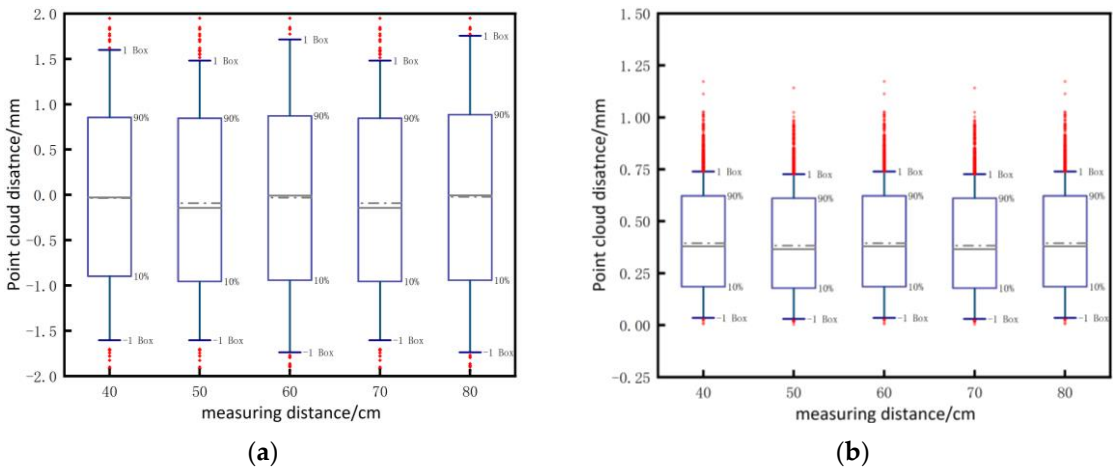 2.0
1.5
1.0
0.5
0.0
-0.5
-1.0
-1.5
-2.0
Point cloud disatnce/mm
1 Box
90%
10%
-1 Box
1 Box
90%
10%
-1 Box
1 Box
90%
10%
-1 Box
1 Box
90%
10%
-1 Box
1 Box
90%
10%
-1 Box
40 50 60 70 80
measuring distance/cm
(a)
1.50
1.25
1.00
0.75
0.50
0.25
0.00
-0.25
Point cloud disatnce/mm
1 Box
90%
10%
-1 Box
1 Box
90%
10%
-1 Box
1 Box
90%
10%
-1 Box
1 Box
90%
10%
-1 Box
1 Box
90%
10%
-1 Box
40 50 60 70 80
measuring distance/cm
(b)